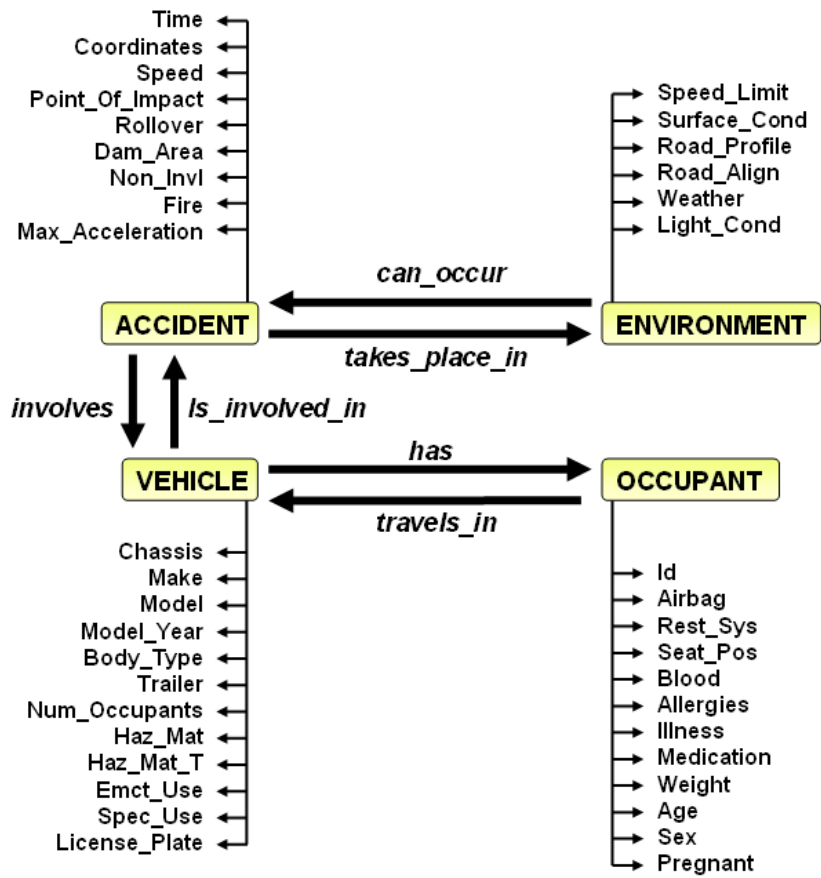 Time
Coordinates
Speed
Point_Of_Impact
Rollover
Dam_Area
Non_Invl
Fire
Max_Acceleration
Speed_Limit
Surface_Cond
Road_Profile
Road_Align
Weather
Light_Cond
can_occur
ACCIDENT
ENVIRONMENT
takes_place_in
involves
Is_involved_in
has
VEHICLE
OCCUPANT
travels_in
Chassis
Make
Model
Model_Year
Body_Type
Trailer
Num_Occupants
Haz_Mat
Haz_Mat_T
Emct_Use
Spec_Use
License_Plate
Id
Airbag
Rest_Sys
Seat_Pos
Blood
Allergies
Illness
Medication
Weight
Age
Sex
Pregnant